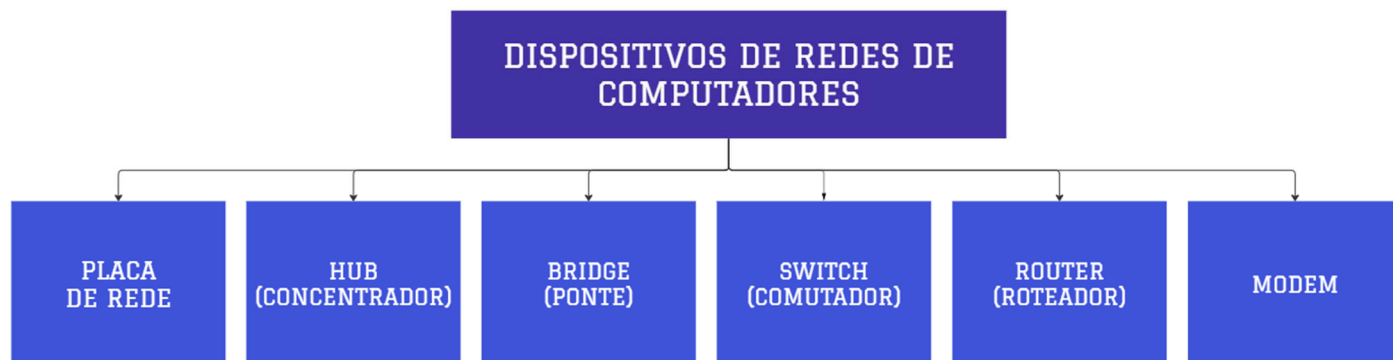 DISPOSITIVOS DE REDES DE
COMPUTADORES
PLACA
DE REDE
HUB
(CONCENTRADOR)
BRIDGE
(PONTE)
SWITCH
(COMUTADOR)
ROUTER
(ROTEADOR)
MODEM